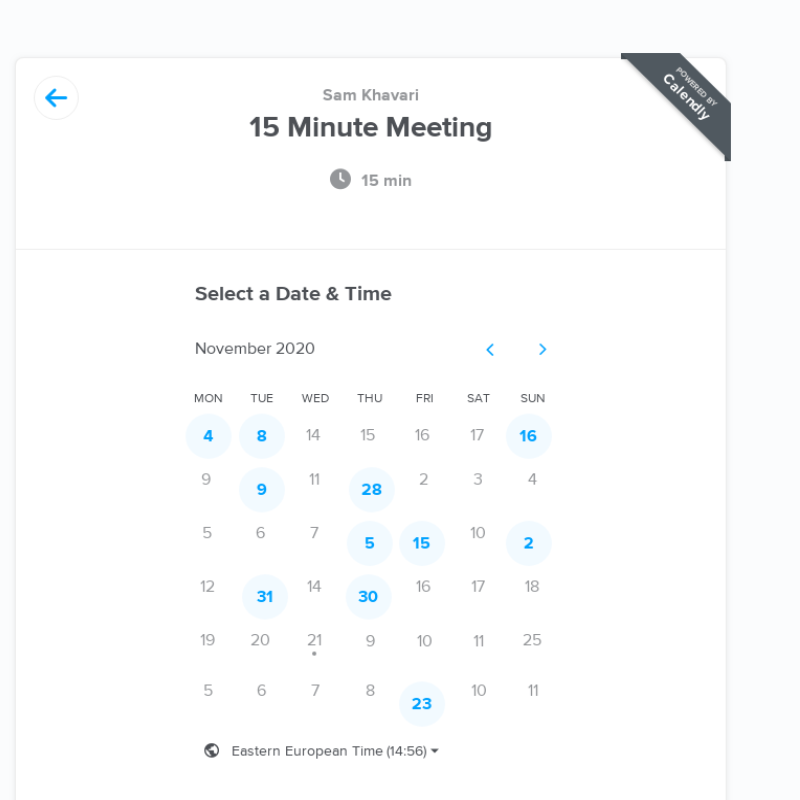 POWERED BY
Calendly
Sam Khavari
15 Minute Meeting
15 min
Select a Date & Time
November 2020
MON TUE WED THU FRI SAT SUN
4 8 14 15 16 17 16
9 9 11 28 2 3 4
5 6 7 5 15 10 2
12 31 14 30 16 17 18
19 20 21 9 10 11 25
5 6 7 8 23 10 11
Eastern European Time (14:56)